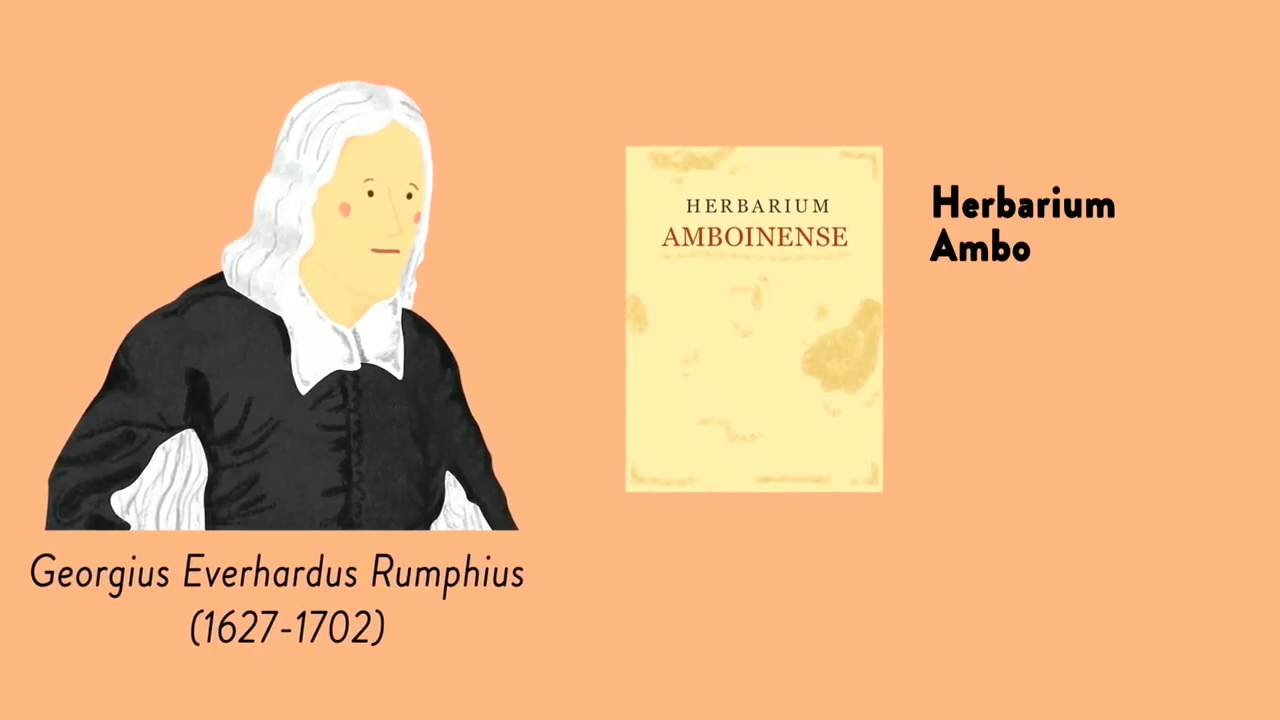 HERBARIUM
AMBOINENSE
Herbarium
Ambo
Georgius Everhardus Rumphius
(1627-1702)